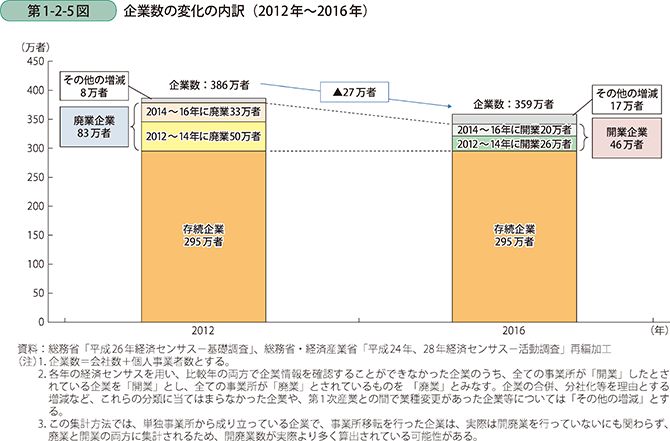 第1-2-5図 企業数の変化の内訳（2012年～2016年）
（万者）
450
400
350
300
250
200
150
100
50
0
その他の増減
8万者
企業数：386万者
▲27万者
企業数：359万者
その他の増減
17万者
廃業企業
83万者
2014～16年に廃業33万者
2012～14年に廃業50万者
2014～16年に開業20万者
2012～14年に開業26万者
開業企業
46万者
存続企業
295万者
存続企業
295万者
2012
2016
（年）
資料：総務省「平成26年経済センサス－基礎調査」、総務省・経済産業省「平成24年、28年経済センサス－活動調査」再編加工
（注）1. 企業数＝会社数＋個人事業者数とする。
2. 各年の経済センサスを用い、比較年の両方で企業情報を確認することができなかった企業のうち、全ての事業所が「開業」したとさ
れている企業を「開業」とし、全ての事業所が「廃業」とされているものを 「廃業」とみなす。企業の合併、分社化等を理由とする
増減など、これらの分類に当てはまらなかった企業や、第１次産業との間で業種変更があった企業等については「その他の増減」とす
る。
3. この集計方法では、単独事業所から成り立っている企業で、事業所移転を行った企業は、実際は開廃業を行っていないにも関わらず、
廃業と開業の両方に集計されるため、開廃業数が実際より多く算出されている可能性がある。